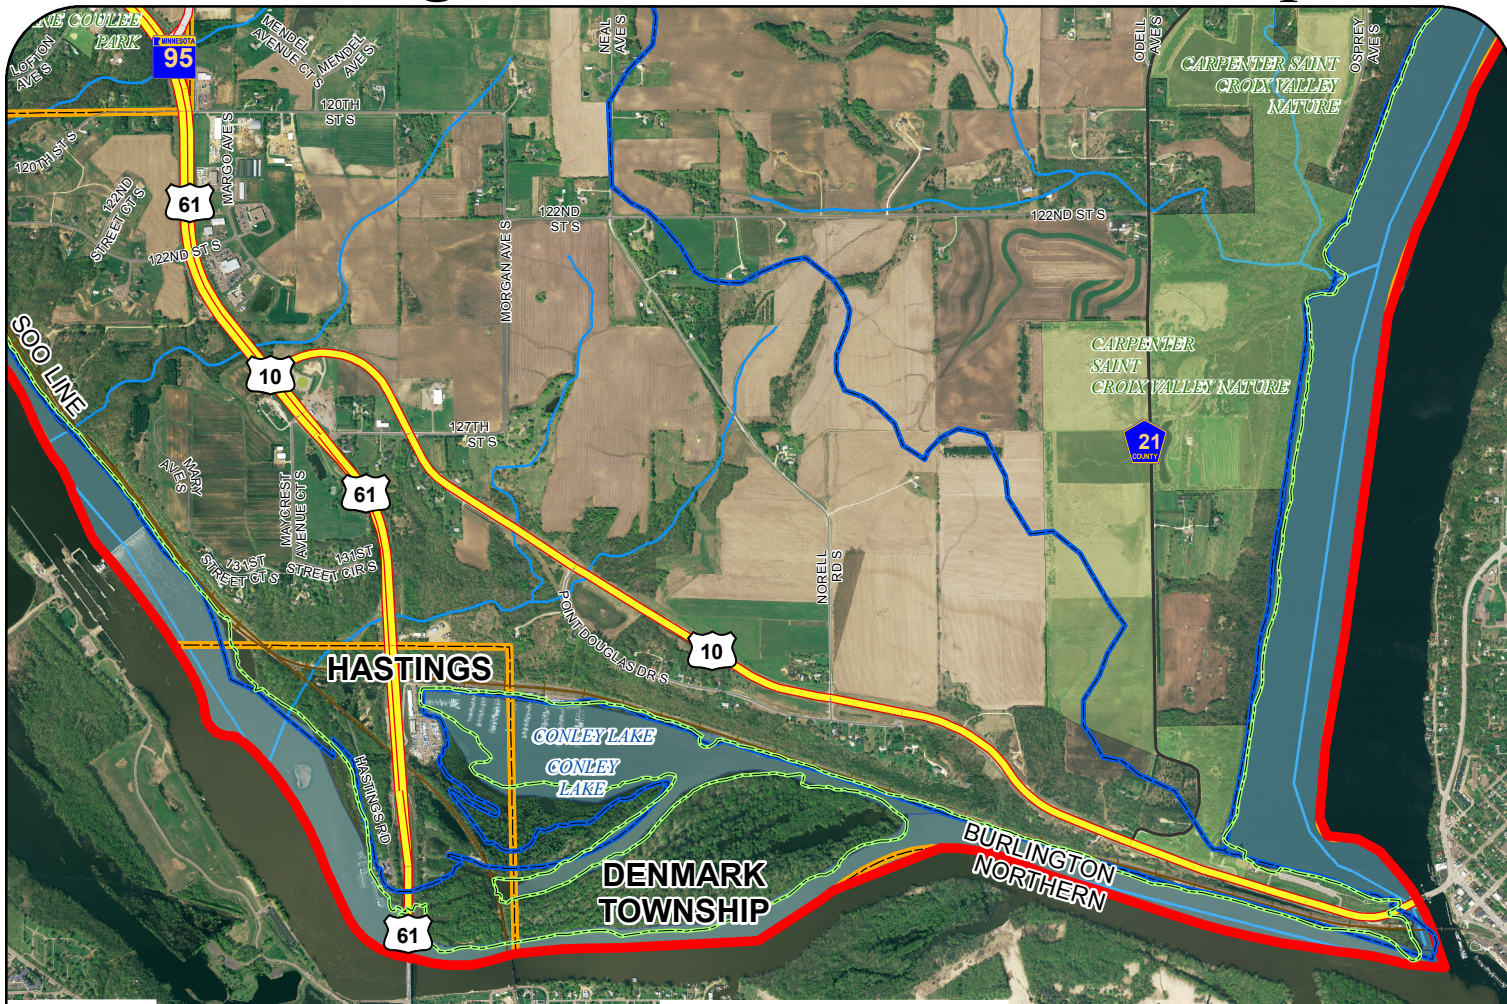 COULEE
PARK
LOFTON
AVE S
MINNESOTA
95
MENDEL
AVENUE CT
S
MENDEL
AVE S
NEAL
AVE S
ODELL
AVE S
OSPREY
AVE S
CARPENTER SAINT
CROIX VALLEY
NATURE
120TH
ST S
120TH ST S
MARGO AVE S
122ND
STREET CT S
61
122ND ST S
122ND
ST S
122ND ST S
MORGAN AVE S
SOO LINE
10
CARPENTER
SAINT
CROIX VALLEY NATURE
127TH
ST S
21
COUNTY
MARY
AVE S
MAYCREST
AVENUE CT S
61
131ST
STREET CT S
131ST
STREET CIR S
NORELL
RD S
POINT DOUGLAS DR S
10
HASTINGS
CONLEY LAKE
CONLEY
LAKE
HASTINGS RD
BURLINGTON
NORTHERN
DENMARK
TOWNSHIP
61